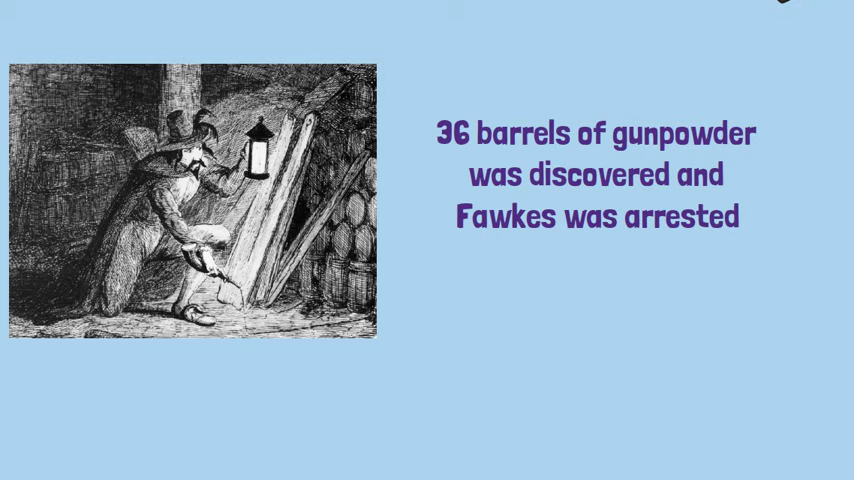 36 barrels of gunpowder
was discovered and
Fawkes was arrested